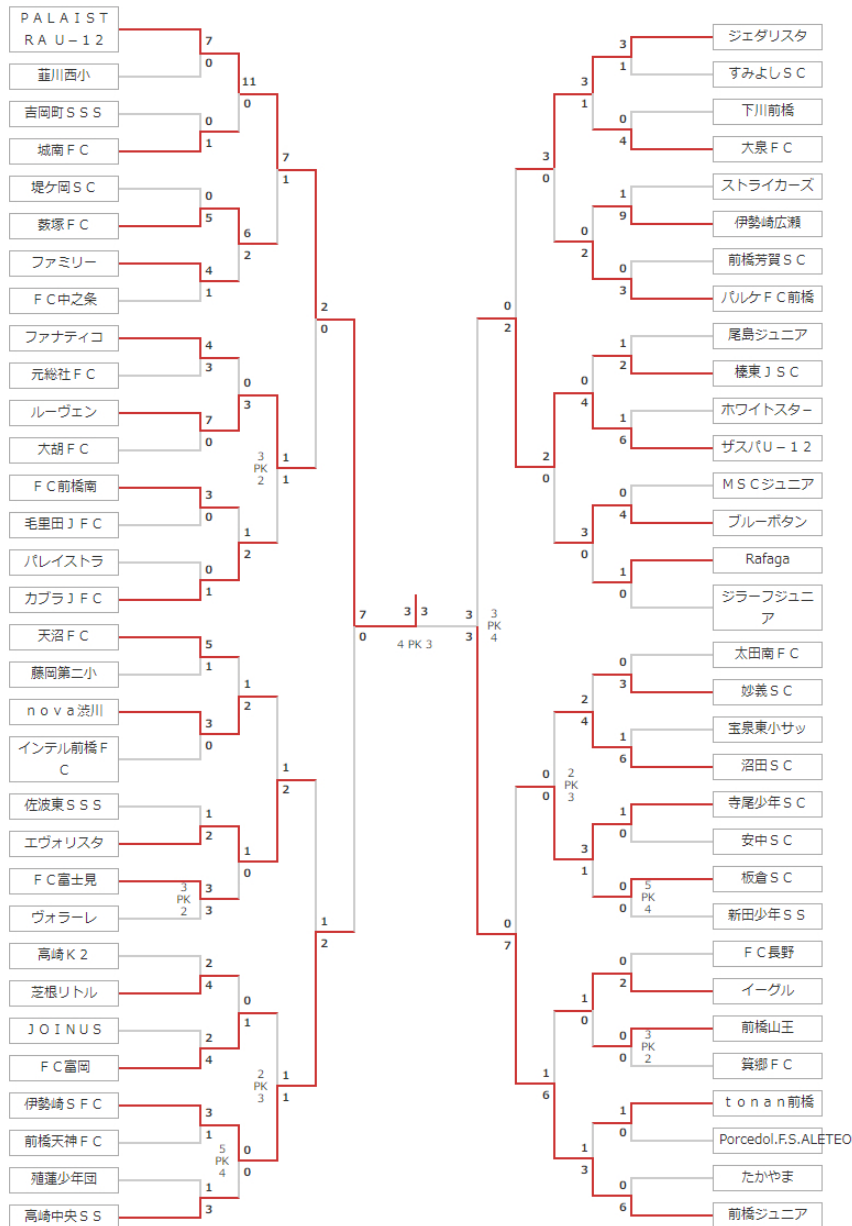 ＰＡＬＡＩＳＴ
ＲＡ Ｕ－１２
7
0
韮川西小
11
0
吉岡町ＳＳＳ
0
1
城南ＦＣ
7
1
堤ケ岡ＳＣ
0
5
薮塚ＦＣ
6
2
ファミリー
4
1
ＦＣ中之条
2
0
ファナティコ
4
3
元総社ＦＣ
0
3
ルーヴェン
7
0
大胡ＦＣ
3
PK
2
1
1
ＦＣ前橋南
3
0
毛里田ＪＦＣ
1
2
パレイストラ
0
1
カブラＪＦＣ
7
0
天沼ＦＣ
5
1
藤岡第二小
1
2
ｎｏｖａ渋川
3
0
インテル前橋Ｆ
Ｃ
1
2
佐波東ＳＳＳ
1
2
エヴォリスタ
1
0
ＦＣ富士見
3
PK
2
3
3
ヴォラーレ
1
2
高崎Ｋ２
2
4
芝根リトル
0
1
ＪＯＩＮＵＳ
2
4
ＦＣ富岡
2
PK
3
1
1
伊勢崎ＳＦＣ
3
1
前橋天神ＦＣ
5
PK
4
0
0
殖蓮少年団
1
3
高崎中央ＳＳ
3
3
4 PK 3
ジェダリスタ
3
1
すみよしＳＣ
3
1
下川前橋
0
4
大泉ＦＣ
3
0
ストライカーズ
1
9
伊勢崎広瀬
0
2
前橋芳賀ＳＣ
0
3
パルケＦＣ前橋
0
2
尾島ジュニア
1
2
榛東ＪＳＣ
0
4
ホワイトスター
1
6
ザスパＵ－１２
2
0
ＭＳＣジュニア
0
4
ブルーボタン
3
0
Rafaga
1
0
ジラーフジュニ
ア
3
3
3
PK
4
太田南ＦＣ
0
3
妙義ＳＣ
2
4
宝泉東小サッ
1
6
沼田ＳＣ
0
0
2
PK
3
寺尾少年ＳＣ
1
0
安中ＳＣ
3
1
板倉ＳＣ
0
0
5
PK
4
新田少年ＳＳ
0
7
ＦＣ長野
0
2
イーグル
1
0
前橋山王
0
0
3
PK
2
箕郷ＦＣ
1
6
ｔｏｎａｎ前橋
1
0
Porcedol.F.S.ALETEO
1
3
たかやま
0
6
前橋ジュニア